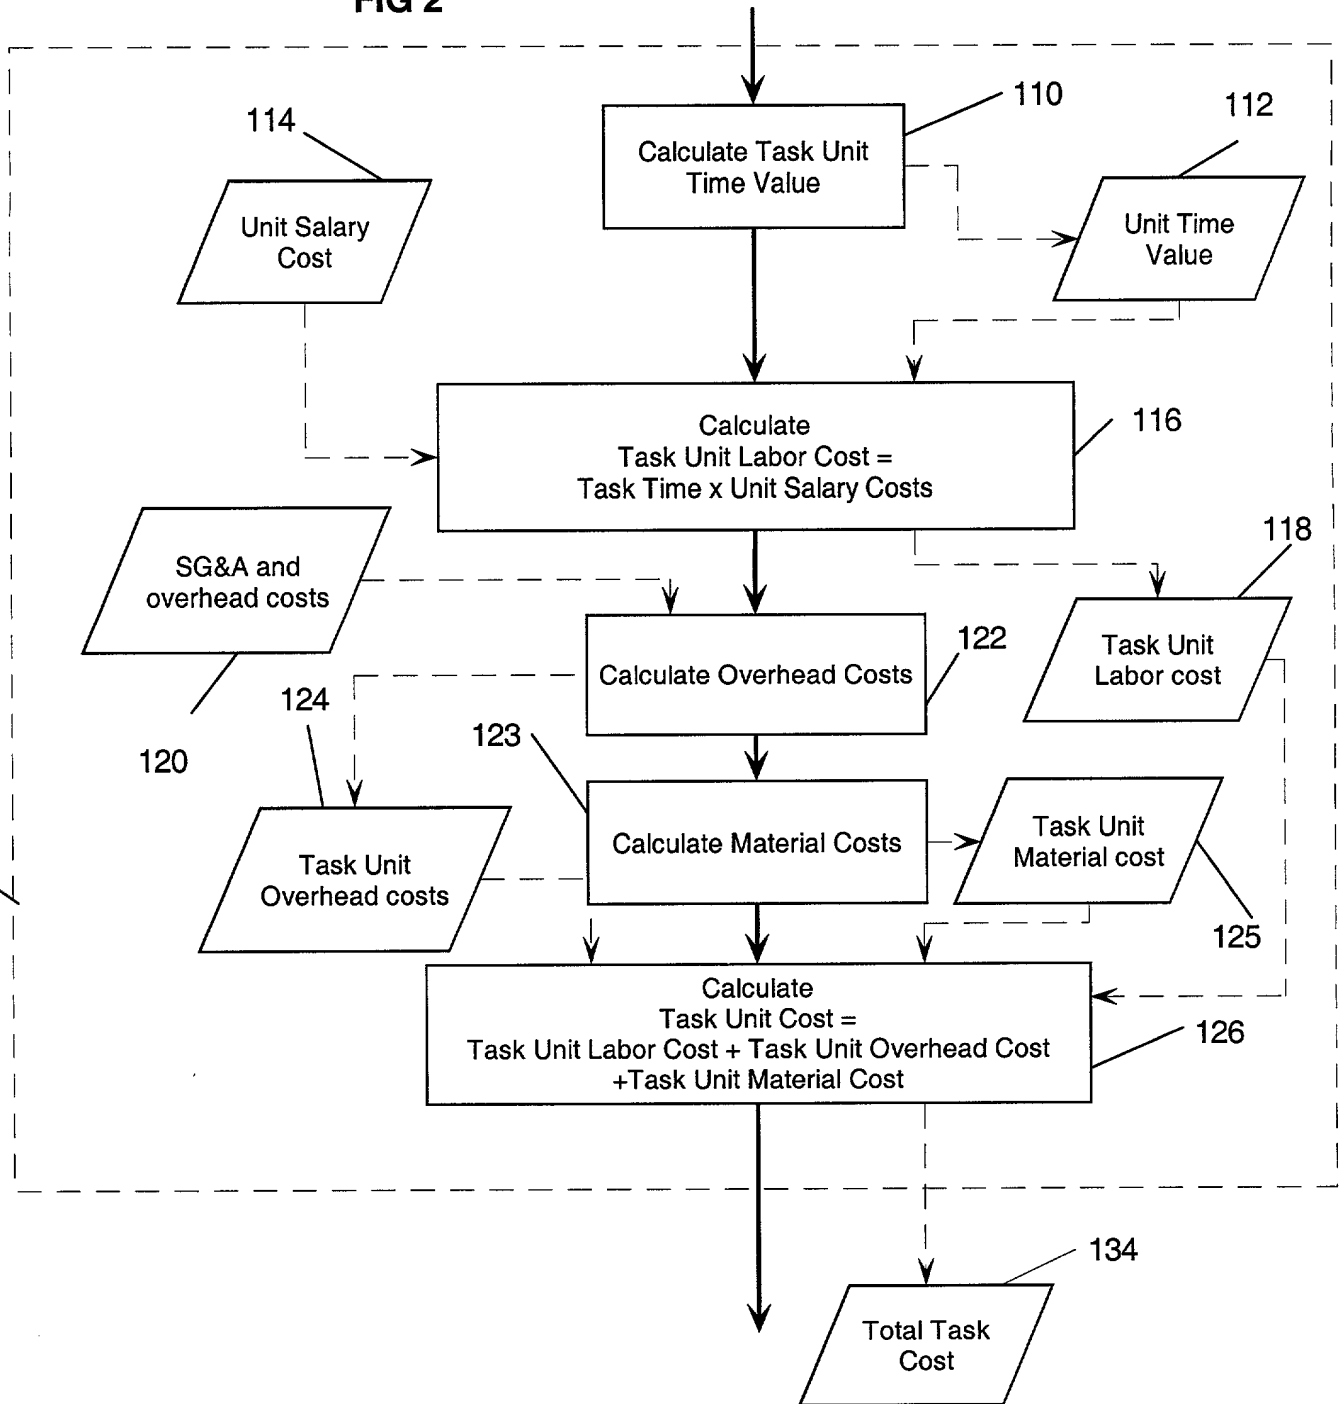 FIG 2
110
112
114
Calculate Task Unit
Time Value
Unit Salary
Cost
Unit Time
Value
Calculate
Task Unit Labor Cost =
Task Time x Unit Salary Costs
116
118
SG&A and
overhead costs
120
Calculate Overhead Costs
122
Task Unit
Labor cost
124
123
Task Unit
Overhead costs
Calculate Material Costs
Task Unit
Material cost
125
Calculate
Task Unit Cost =
Task Unit Labor Cost + Task Unit Overhead Cost
+Task Unit Material Cost
126
134
Total Task
Cost